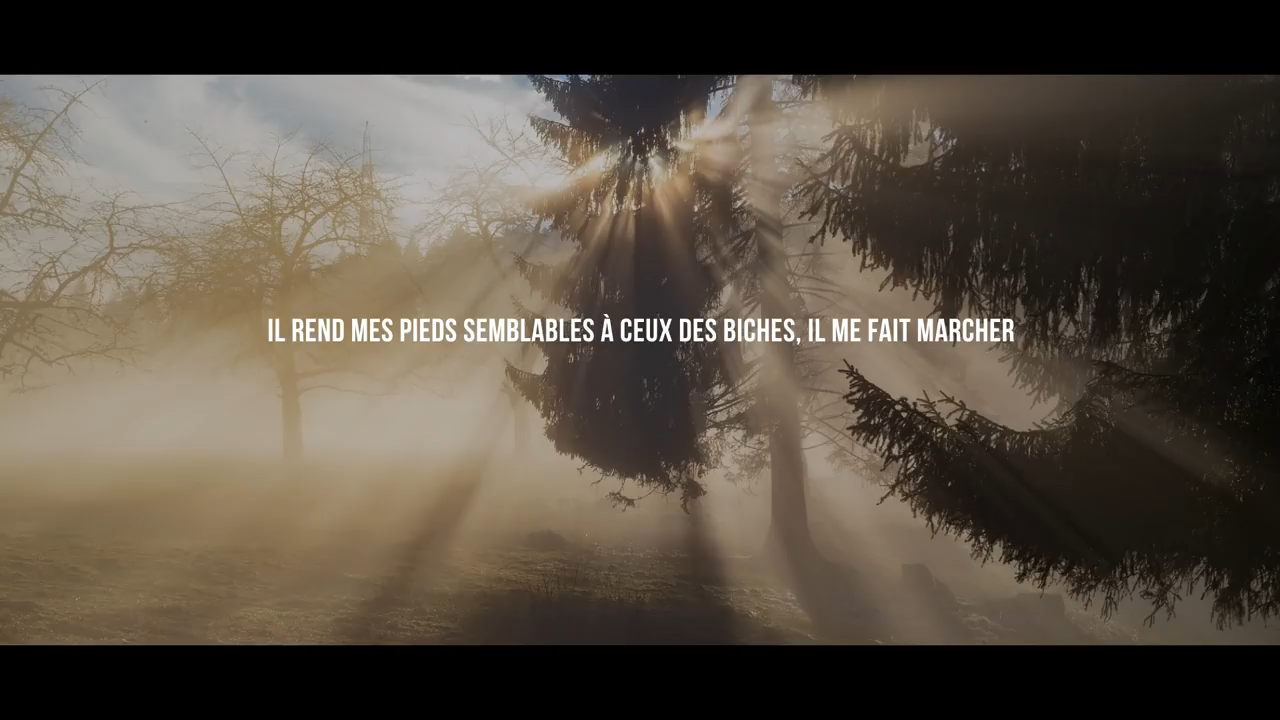 IL REND MES PIEDS SEMBLABLES À CEUX DES BICHES, IL ME FAIT MARCHER